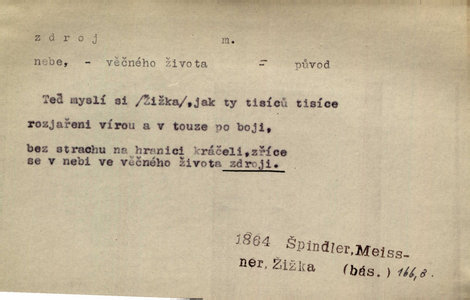 zdroj m.
nebe, - věčného života = původ
Teď myslí si /Žižka/,jak ty tisíců tisíce
rozjařeni vírou a v touze po boji,
bez strachu na hranici kráčeli,zříce
se v nebi ve věčného života zdroji.
1864 Špindler,Meiss-
ner,Žižka (bás.) 166,8.